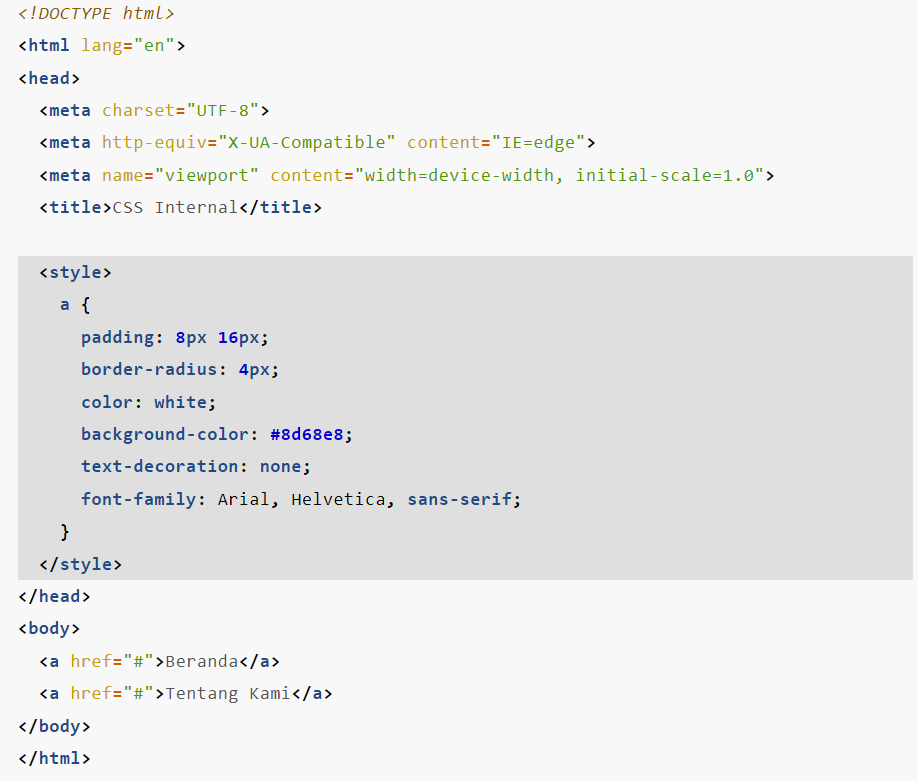 <!DOCTYPE html>
<html lang="en">
<head>
  <meta charset="UTF-8">
  <meta http-equiv="X-UA-Compatible" content="IE=edge">
  <meta name="viewport" content="width=device-width, initial-scale=1.0">
  <title>CSS Internal</title>

  <style>
    a {
      padding: 8px 16px;
      border-radius: 4px;
      color: white;
      background-color: #8d68e8;
      text-decoration: none;
      font-family: Arial, Helvetica, sans-serif;
    }
  </style>
</head>
<body>
  <a href="#">Beranda</a>
  <a href="#">Tentang Kami</a>
</body>
</html>